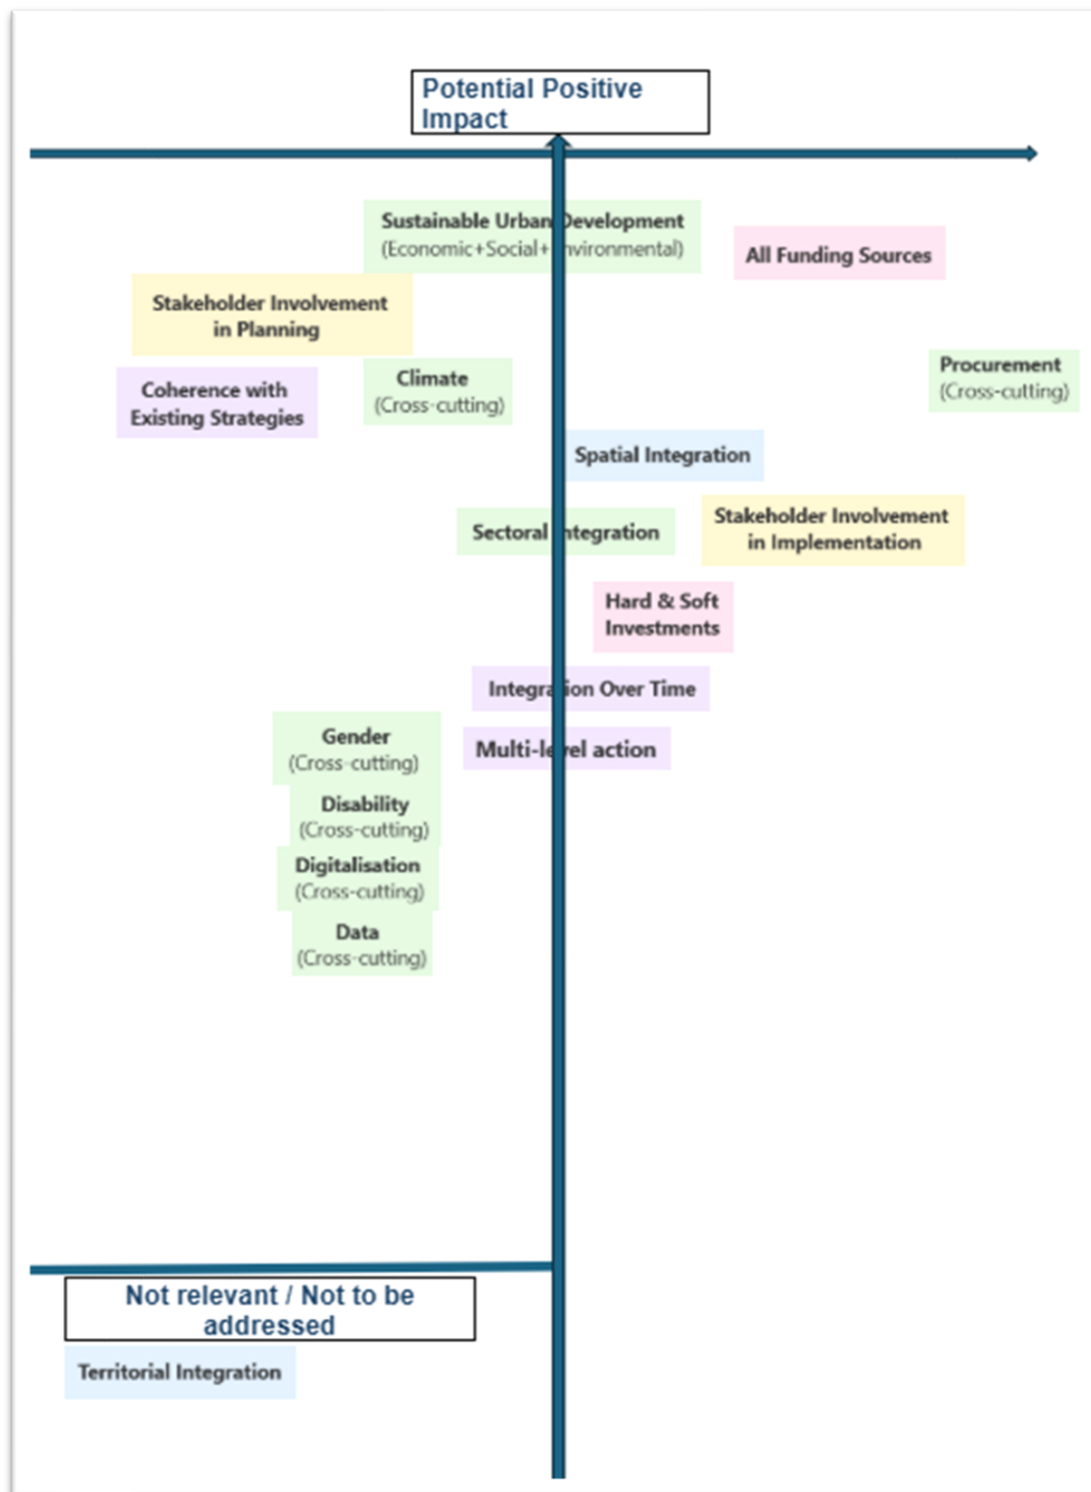 Potential Positive
Impact
Sustainable Urban Development
(Economic+Social+Environmental)
All Funding Sources
Stakeholder Involvement
in Planning
Coherence with
Existing Strategies
Climate
(Cross-cutting)
Procurement
(Cross-cutting)
Spatial Integration
Sectoral Integration
Stakeholder Involvement
in Implementation
Hard & Soft
Investments
Integration Over Time
Multi-level action
Gender
(Cross-cutting)
Disability
(Cross-cutting)
Digitalisation
(Cross-cutting)
Data
(Cross-cutting)
Not relevant / Not to be
addressed
Territorial Integration